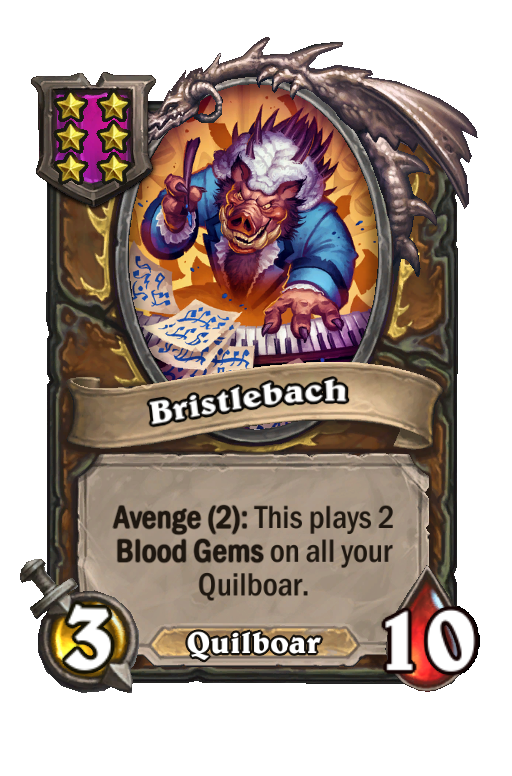 Bristlebach
Avenge (2): This plays 2
Blood Gems on all your
Quilboar.
3
Quilboar
10